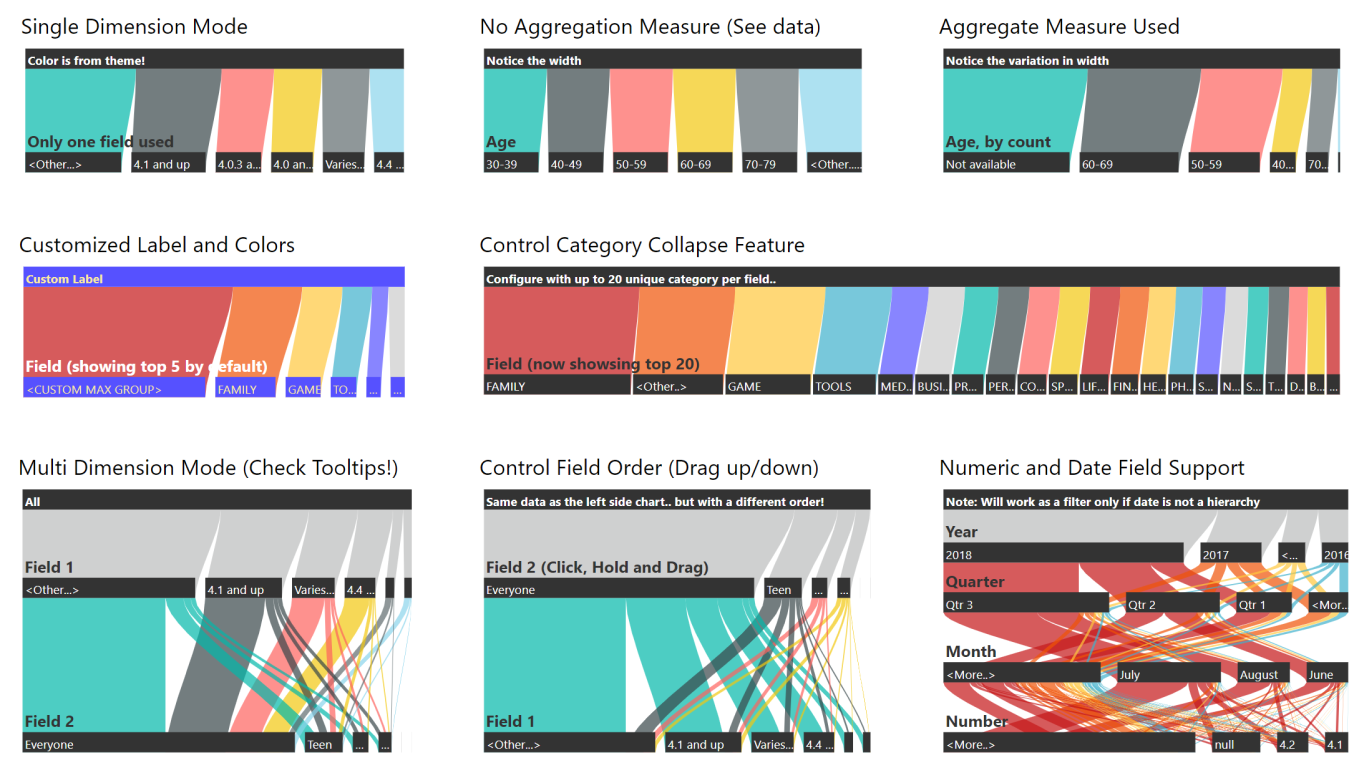 Single Dimension Mode
Color is from theme!
Only one field used
<Other...> 4.1 and up 4.0.3 a... 4.0 an... Varies... 4.4 ...
No Aggregation Measure (See data)
Notice the width
Age
30-39 40-49 50-59 60-69 70-79 <Other.....
Aggregate Measure Used
Notice the variation in width
Age, by count
Not available 60-69 50-59 40... 70...
Customized Label and Colors
Custom Label
Field (showing top 5 by default)
<CUSTOM MAX GROUP> FAMILY GAME TO... ... ...
Control Category Collapse Feature
Configure with up to 20 unique category per field..
Field (now showsing top 20)
FAMILY <Other..> GAME TOOLS MED... BUSI... PR... PER... CO... SP... LIF... FIN... HE... PH... S... N... S... T... D... B... ...
Multi Dimension Mode (Check Tooltips!)
All
Field 1
<Other...> 4.1 and up Varies... 4.4 ...
Field 2
Everyone Teen ... ...
Control Field Order (Drag up/down)
Same data as the left side chart.. but with a different order!
Field 2 (Click, Hold and Drag)
Everyone Teen ... ...
Field 1
<Other...> 4.1 and up Varies... 4.4 ...
Numeric and Date Field Support
Note: Will work as a filter only if date is not a hierarchy
Year
2018 2017 <... 2016
Quarter
Qtr 3 Qtr 2 Qtr 1 <Mor...
Month
<More..> July August June
Number
<More..> null 4.2 4.1